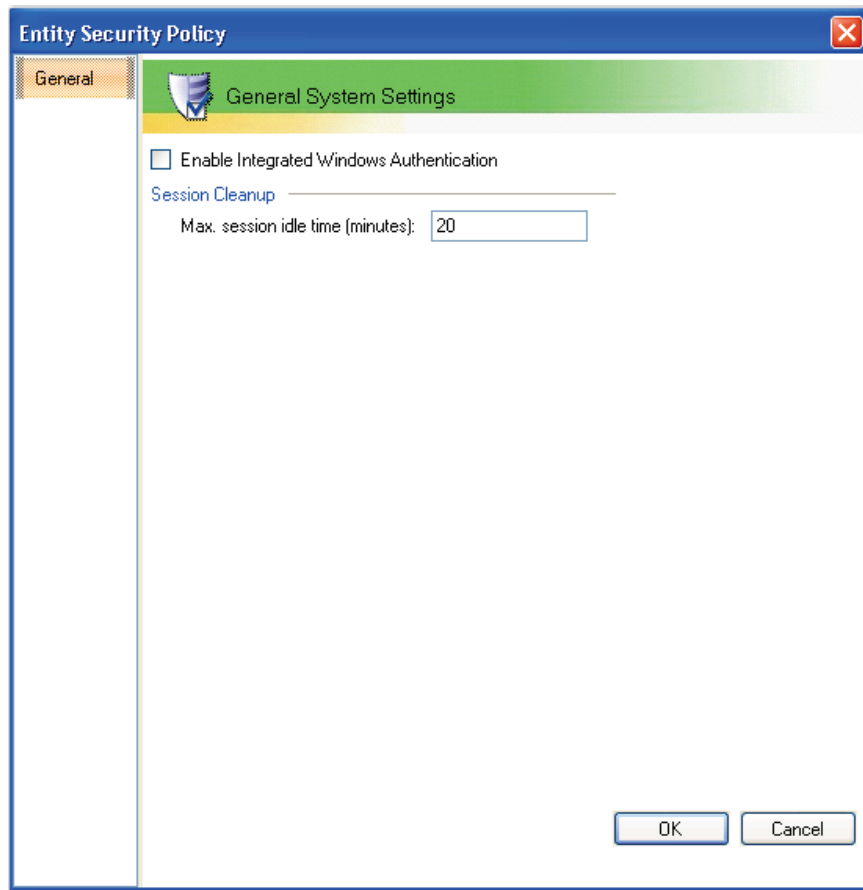 Entity Security Policy
General
General System Settings
Enable Integrated Windows Authentication
Session Cleanup
Max. session idle time (minutes): 20
OK Cancel